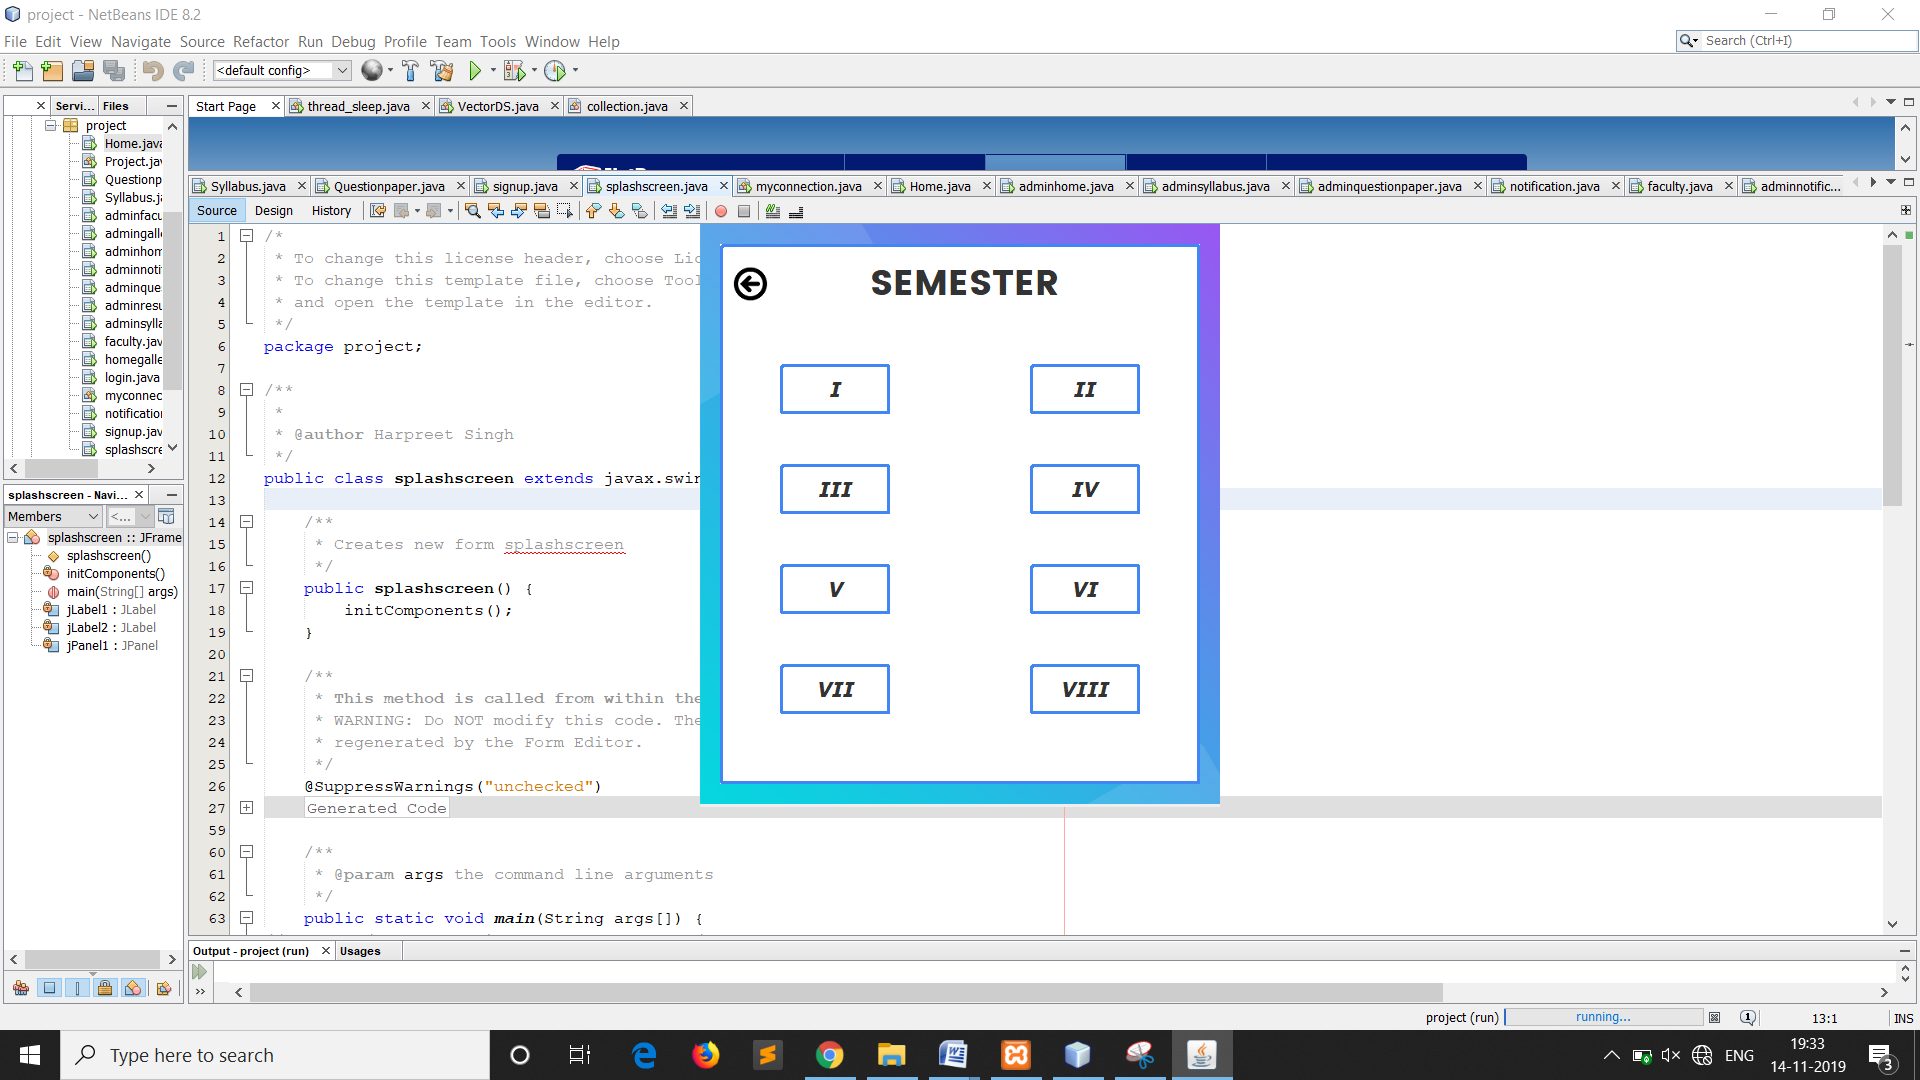 project - NetBeans IDE 8.2
File Edit View Navigate Source Refactor Run Debug Profile Team Tools Window Help
Search (Ctrl+I)
<default config>
Servi... Files
Start Page thread_sleep.java VectorDS.java collection.java
project
Home.java
Project.jav
Questionp
Syllabus.ja
adminfacu
admingalle
adminhom
adminnoti
adminque
adminresu
adminsylla
faculty.jav
homegalle
login.java
myconnec
notification
signup.jav
splashscre
Syllabus.java Questionpaper.java signup.java splashscreen.java myconnection.java Home.java adminhome.java adminsyllabus.java adminquestionpaper.java notification.java faculty.java adminnotific...
Source Design History
1 /*
2 * To change this license header, choose Lic
3 * To change this template file, choose Tool
4 * and open the template in the editor.
5 */
6 package project;
7
8 /**
9 *
10 * @author Harpreet Singh
11 */
12 public class splashscreen extends javax.swin
13
14 /**
15 * Creates new form splashscreen
16 */
17 public splashscreen() {
18 initComponents();
19 }
20
21 /**
22 * This method is called from within the
23 * WARNING: Do NOT modify this code. The
24 * regenerated by the Form Editor.
25 */
26 @SuppressWarnings("unchecked")
27 Generated Code
59
60 /**
61 * @param args the command line arguments
62 */
63 public static void main(String args[]) {
SEMESTER
I II
III IV
V VI
VII VIII
splashscreen - Navi...
Members <...
splashscreen :: JFrame
splashscreen()
initComponents()
main(String[] args)
jLabel1 : JLabel
jLabel2 : JLabel
jPanel1 : JPanel
Output - project (run) Usages
project (run) running... 1 13:1 INS
Type here to search
ENG
19:33
14-11-2019
3